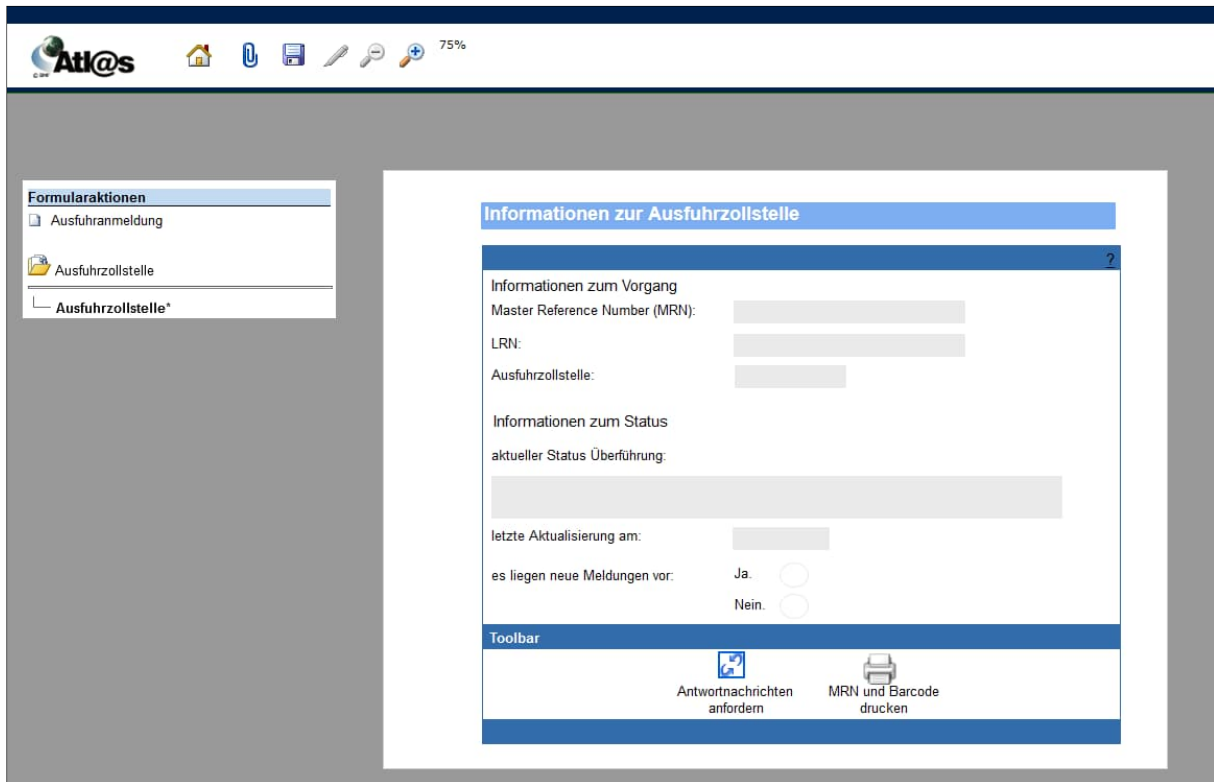 Atl@s
75%
Formularaktionen
Ausfuhranmeldung
Ausfuhrzollstelle
Ausfuhrzollstelle*
Informationen zur Ausfuhrzollstelle
?
Informationen zum Vorgang
Master Reference Number (MRN):
LRN:
Ausfuhrzollstelle:
Informationen zum Status
aktueller Status Überführung:
letzte Aktualisierung am:
es liegen neue Meldungen vor: Ja.
Nein.
Toolbar
Antwortnachrichten MRN und Barcode
anfordern drucken